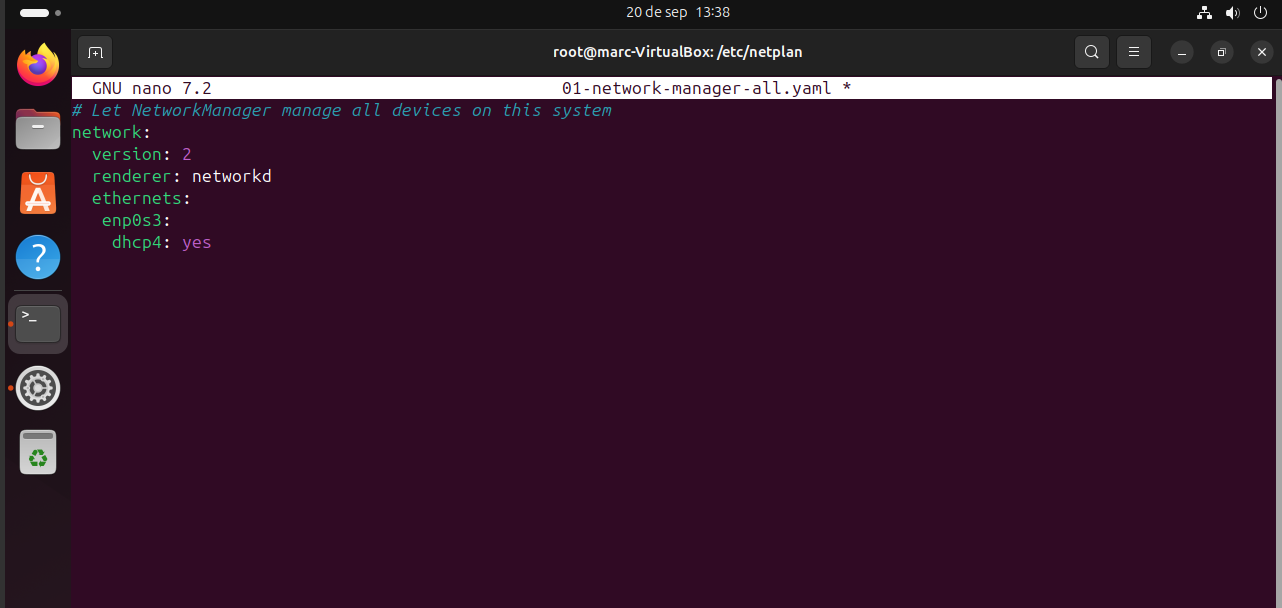 20 de sep 13:38
root@marc-VirtualBox: /etc/netplan
GNU nano 7.2 01-network-manager-all.yaml *
# Let NetworkManager manage all devices on this system
network:
  version: 2
  renderer: networkd
  ethernets:
   enp0s3:
    dhcp4: yes